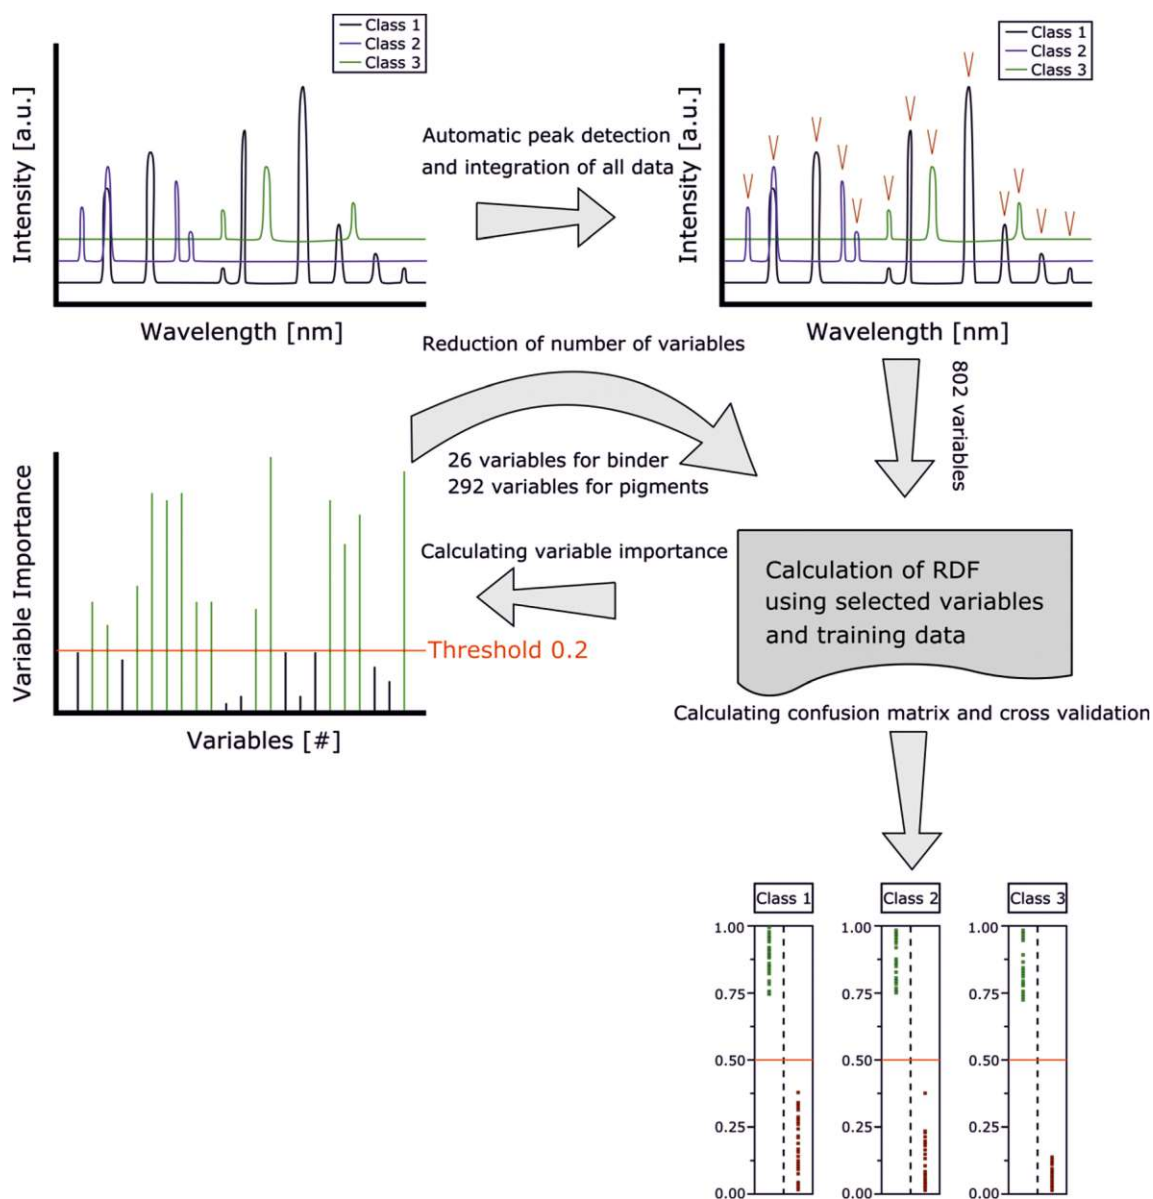 Class 1
Class 2
Class 3
Intensity [a.u.]
Wavelength [nm]
Automatic peak detection
and integration of all data
Class 1
Class 2
Class 3
Intensity [a.u.]
Wavelength [nm]
Reduction of number of variables
26 variables for binder
292 variables for pigments
802 variables
Calculating variable importance
Variable Importance
Threshold 0.2
Variables [#]
Calculation of RDF
using selected variables
and training data
Calculating confusion matrix and cross validation
Class 1
1.00
0.75
0.50
0.25
0.00
Class 2
1.00
0.75
0.50
0.25
0.00
Class 3
1.00
0.75
0.50
0.25
0.00